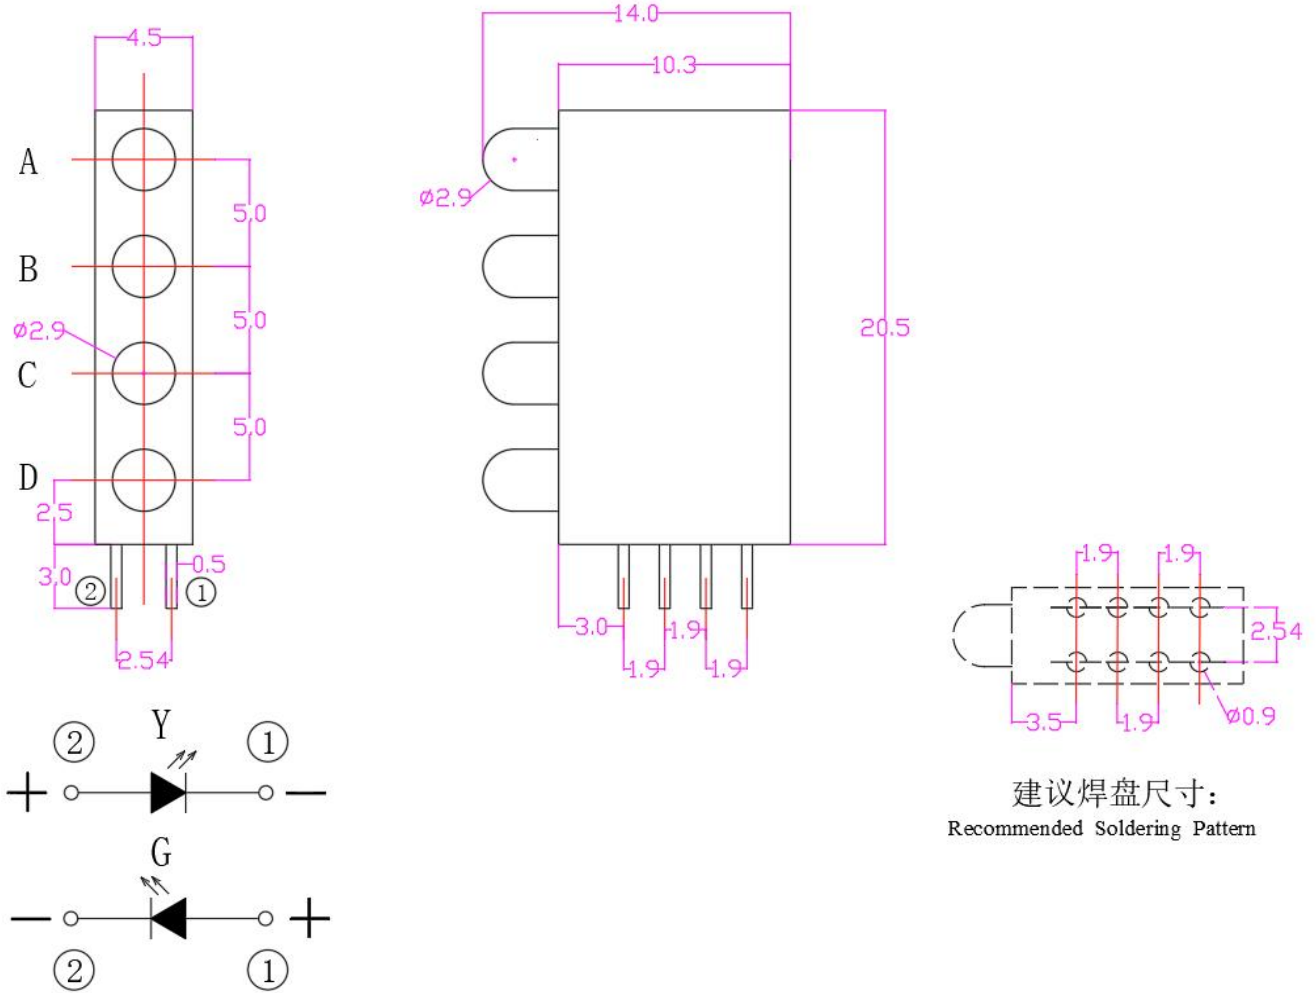 14.0
4.5
10.3
A
ø2.9
5.0
B
5.0
20.5
ø2.9
C
5.0
D
2.5
1.9
1.9
0.5
3.0
②
①
3.0
1.9
2.54
2.54
1.9
1.9
3.5
1.9
ø0.9
Y
②
①
+
−
建议焊盘尺寸：
Recommended Soldering Pattern
G
−
+
②
①